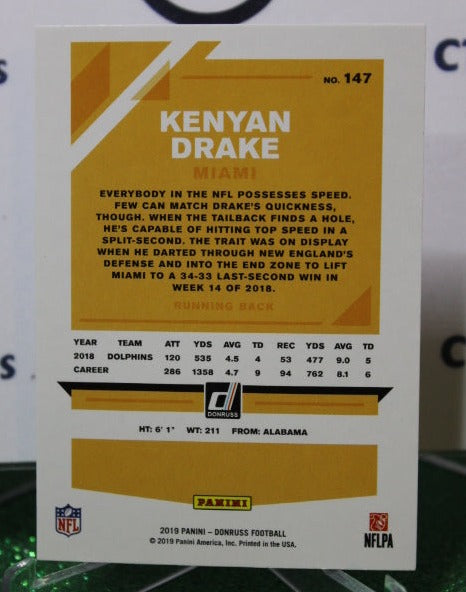 NO. 147
KENYAN
DRAKE
MIAMI
EVERYBODY IN THE NFL POSSESSES SPEED.
FEW CAN MATCH DRAKE'S QUICKNESS,
THOUGH. WHEN THE TAILBACK FINDS A HOLE,
HE'S CAPABLE OF HITTING TOP SPEED IN A
SPLIT-SECOND. THE TRAIT WAS ON DISPLAY
WHEN HE DARTED THROUGH NEW ENGLAND'S
DEFENSE AND INTO THE END ZONE TO LIFT
MIAMI TO A 34-33 LAST-SECOND WIN IN
WEEK 14 OF 2018.
RUNNING BACK
YEAR TEAM ATT YDS AVG TD REC YDS AVG TD
2018 DOLPHINS 120 535 4.5 4 53 477 9.0 5
CAREER 286 1358 4.7 9 94 762 8.1 6
d
DONRUSS
HT: 6' 1" WT: 211 FROM: ALABAMA
PANINI
NFL
NFLPA
2019 PANINI – DONRUSS FOOTBALL
© 2019 Panini America, Inc. Printed in the USA.